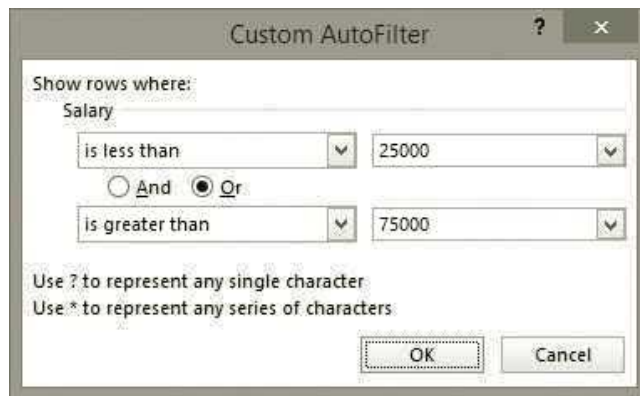 Custom AutoFilter ? ×
Show rows where:
Salary
is less than 25000
And Or
is greater than 75000
Use ? to represent any single character
Use * to represent any series of characters
OK Cancel